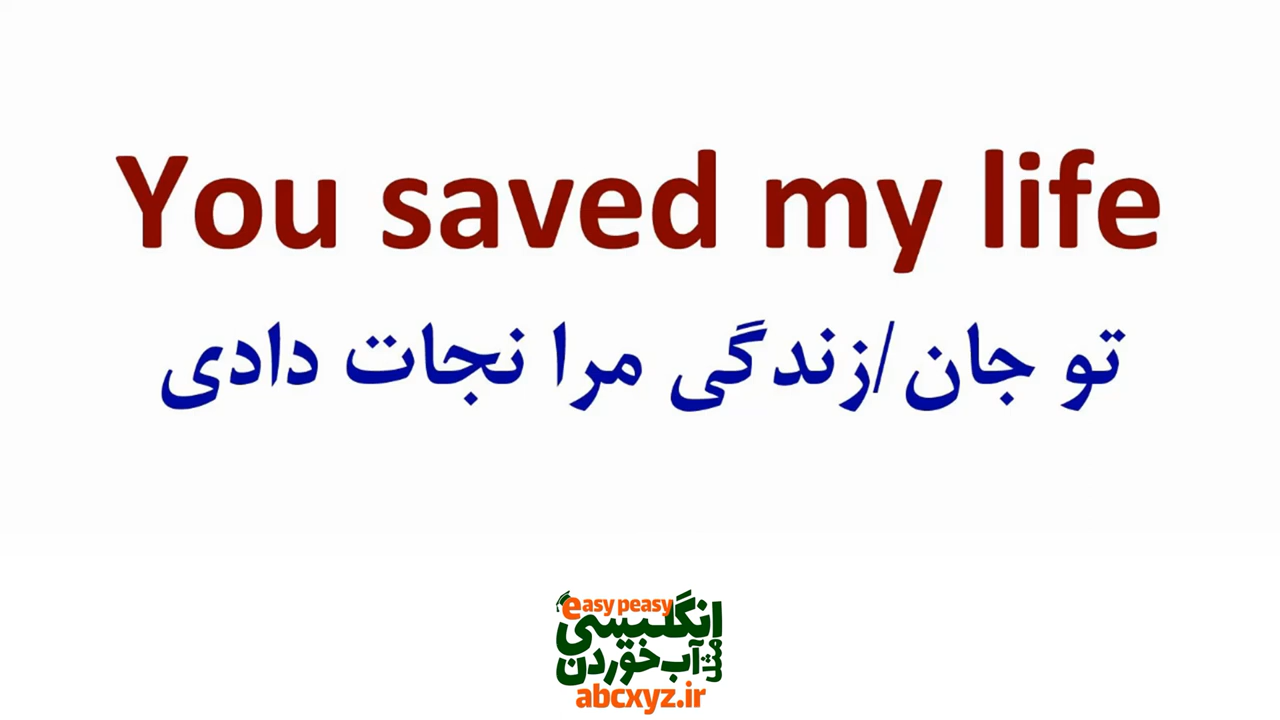 You saved my life
تو جان/زندگی مرا نجات دادی
easy peasy
انگلیسی
مثل آب خوردن
abcxyz.ir